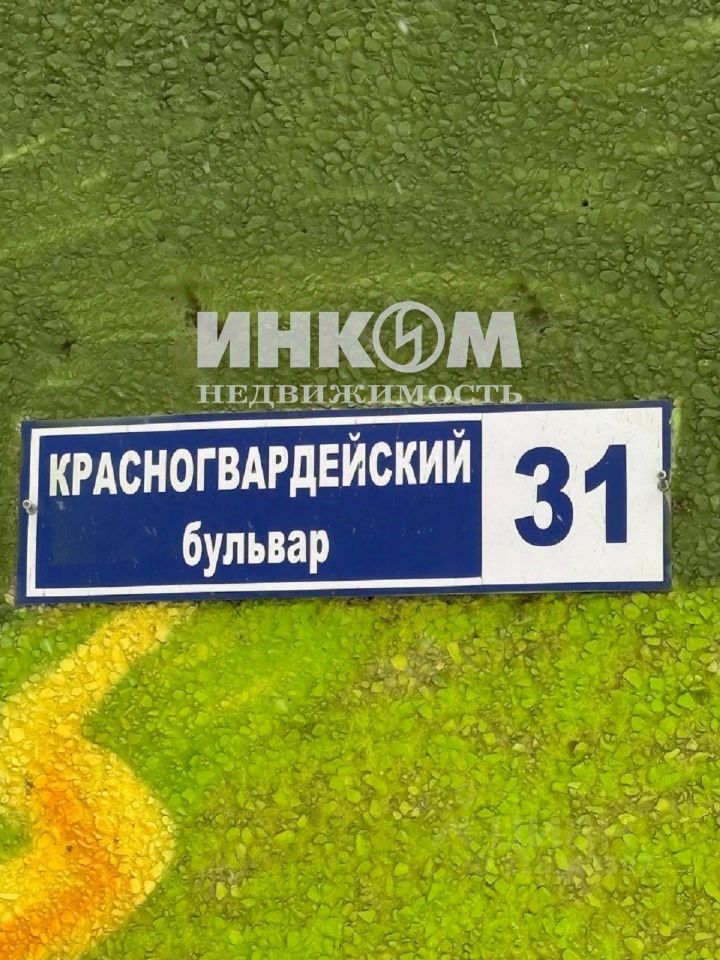 ИНКОМ
НЕДВИЖИМОСТЬ
КРАСНОГВАРДЕЙСКИЙ 31
бульвар